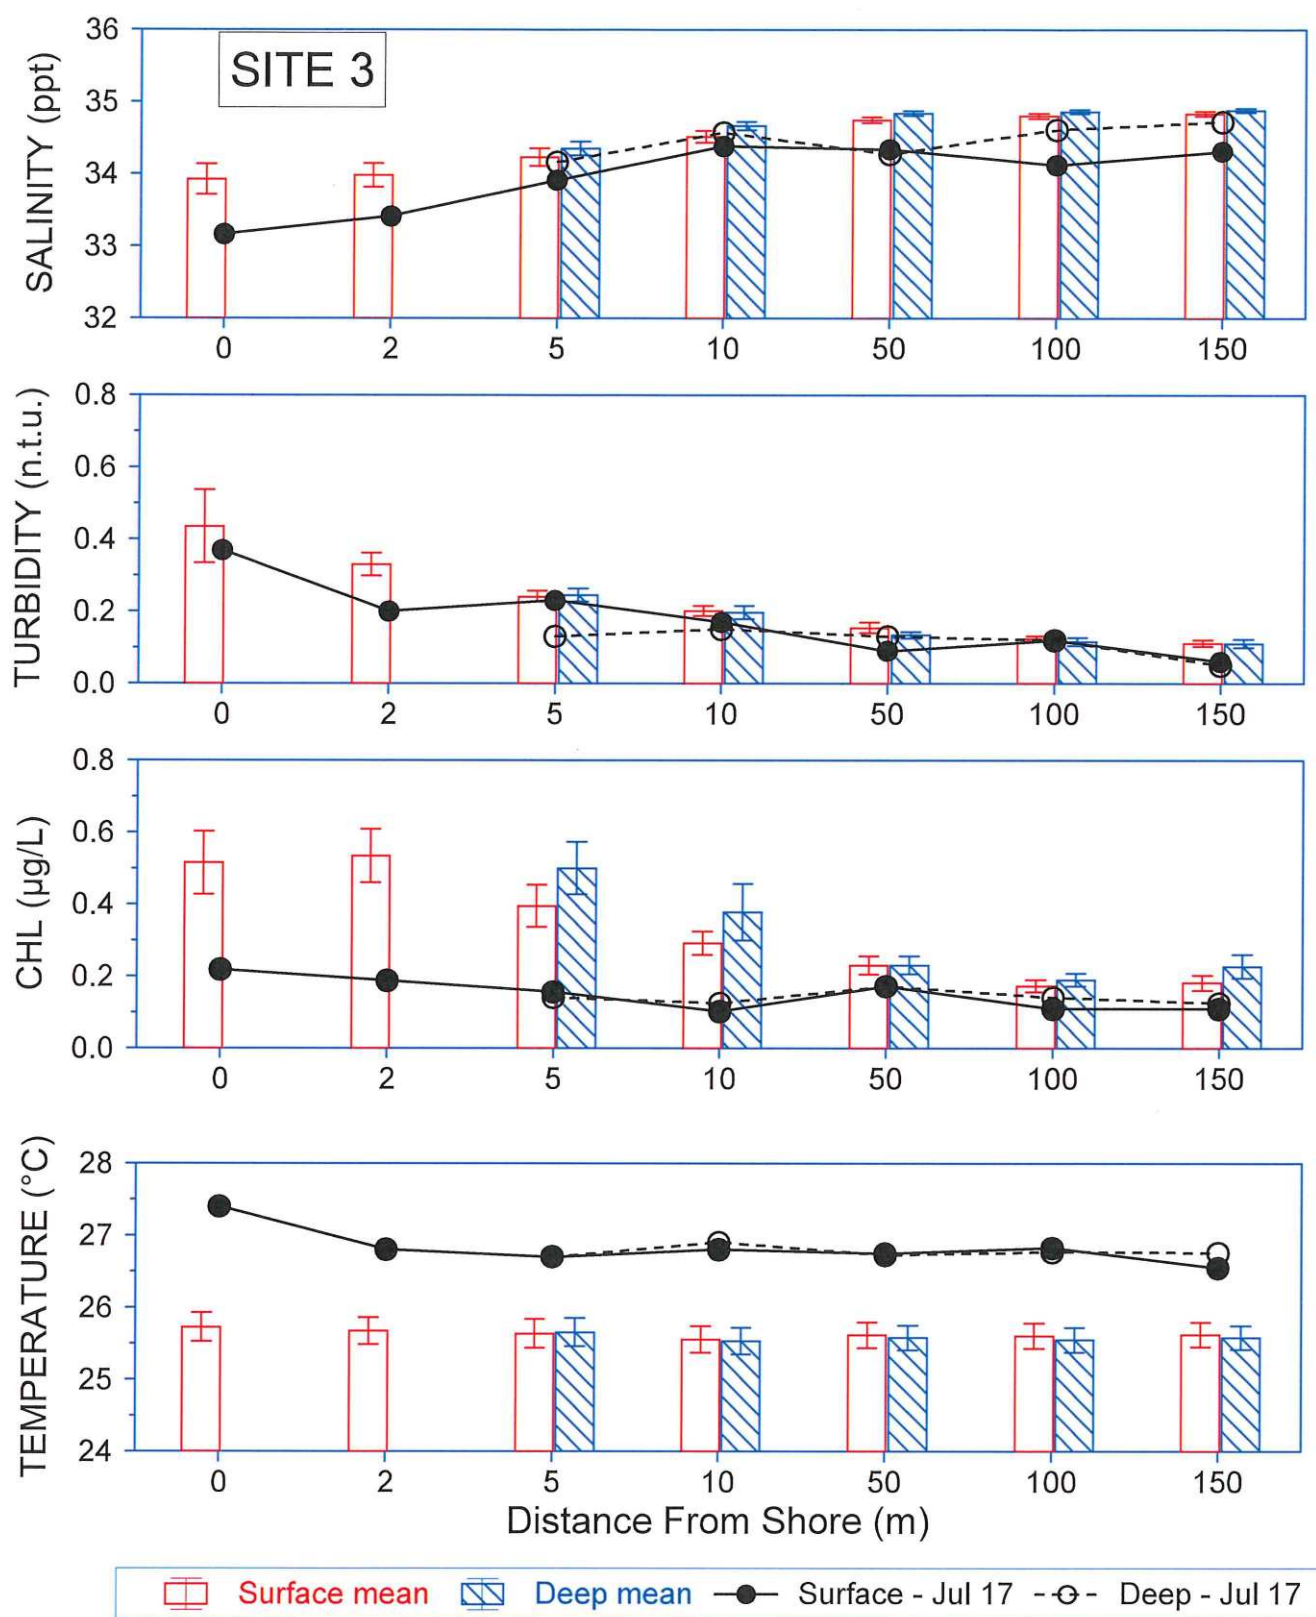 SITE 3
SALINITY (ppt)
36
35
34
33
32
0 2 5 10 50 100 150
TURBIDITY (n.t.u.)
0.8
0.6
0.4
0.2
0.0
0 2 5 10 50 100 150
CHL (µg/L)
0.8
0.6
0.4
0.2
0.0
0 2 5 10 50 100 150
TEMPERATURE (°C)
28
27
26
25
24
0 2 5 10 50 100 150
Distance From Shore (m)
Surface mean Deep mean Surface - Jul 17 Deep - Jul 17